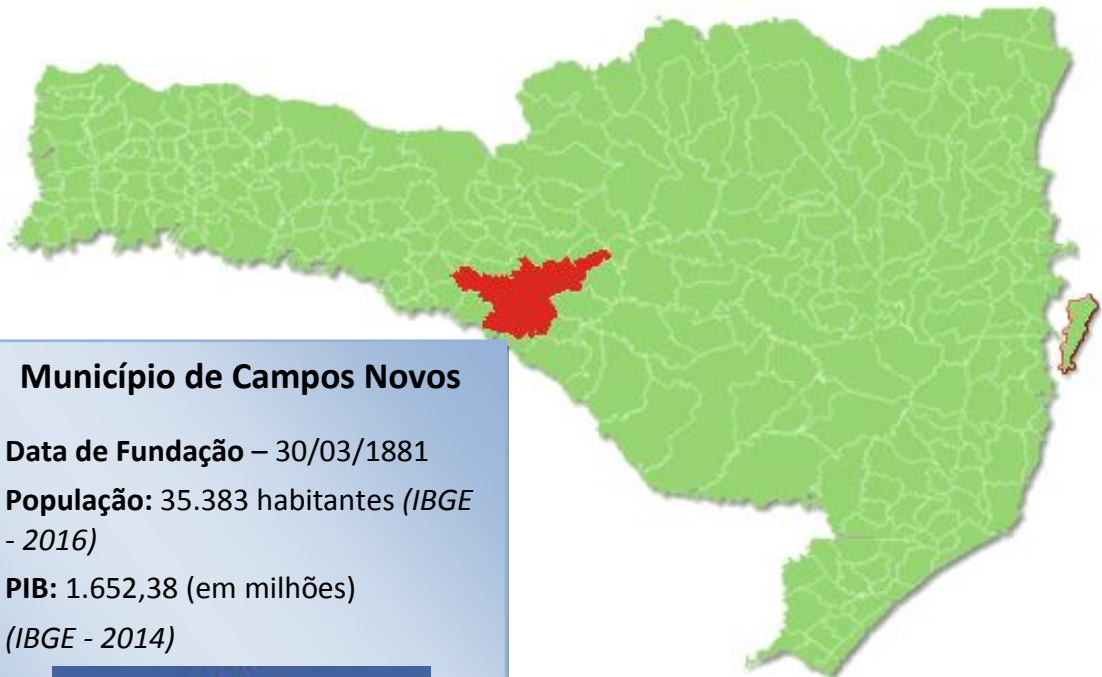 Município de Campos Novos
Data de Fundação – 30/03/1881
População: 35.383 habitantes (IBGE
- 2016)
PIB: 1.652,38 (em milhões)
(IBGE - 2014)